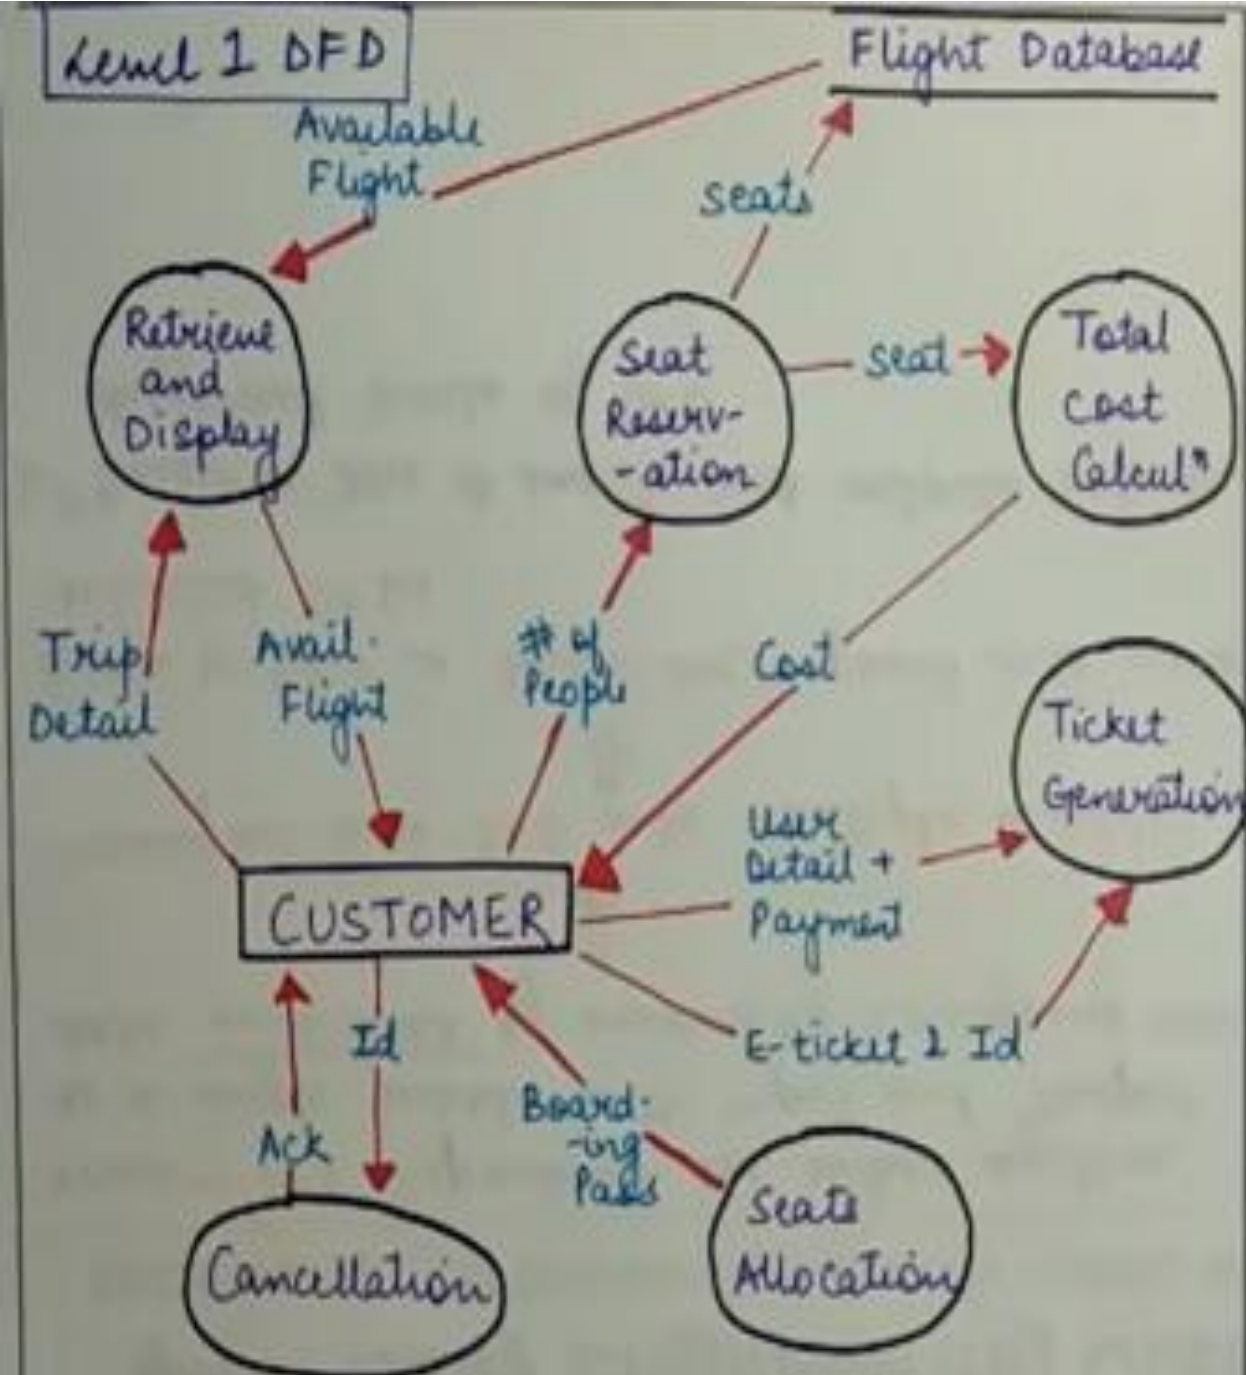 Level 1 DFD
Flight Database
Available
Flight
seats
Retrieve
and
Display
Seat
Reserv-
-ation
seat
Total
Cost
Calculⁿ
Trip
Detail
Avail.
Flight
# of
People
Cost
Ticket
Generation
User
Detail +
Payment
CUSTOMER
Id
E-ticket & Id
Board-
-ing
Pass
Ack
Seats
Allocation
Cancellation